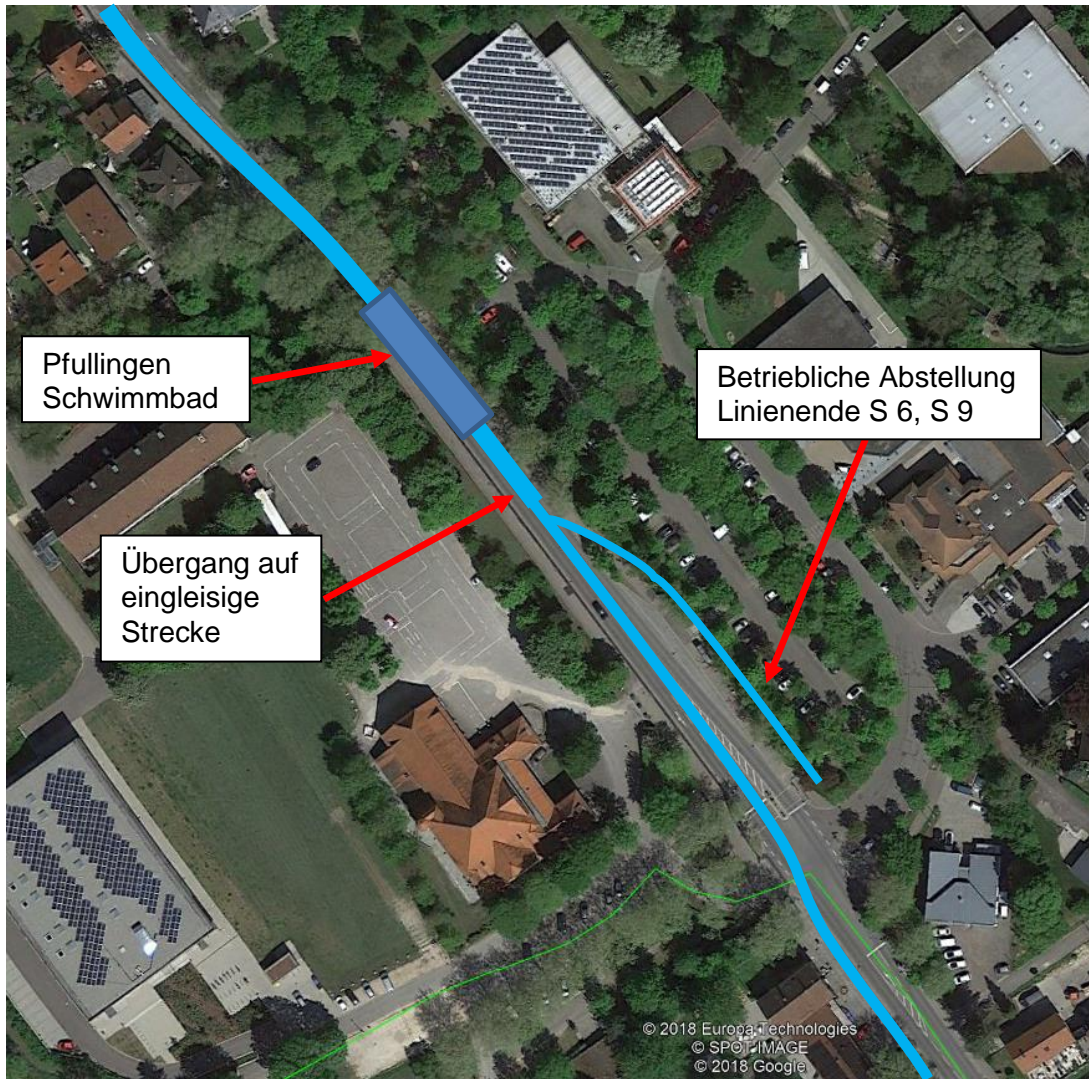 Pfullingen
Schwimmbad
Betriebliche Abstellung
Linienende S 6, S 9
Übergang auf
eingleisige
Strecke
© 2018 Europa Technologies
© SPOT IMAGE
© 2018 Google